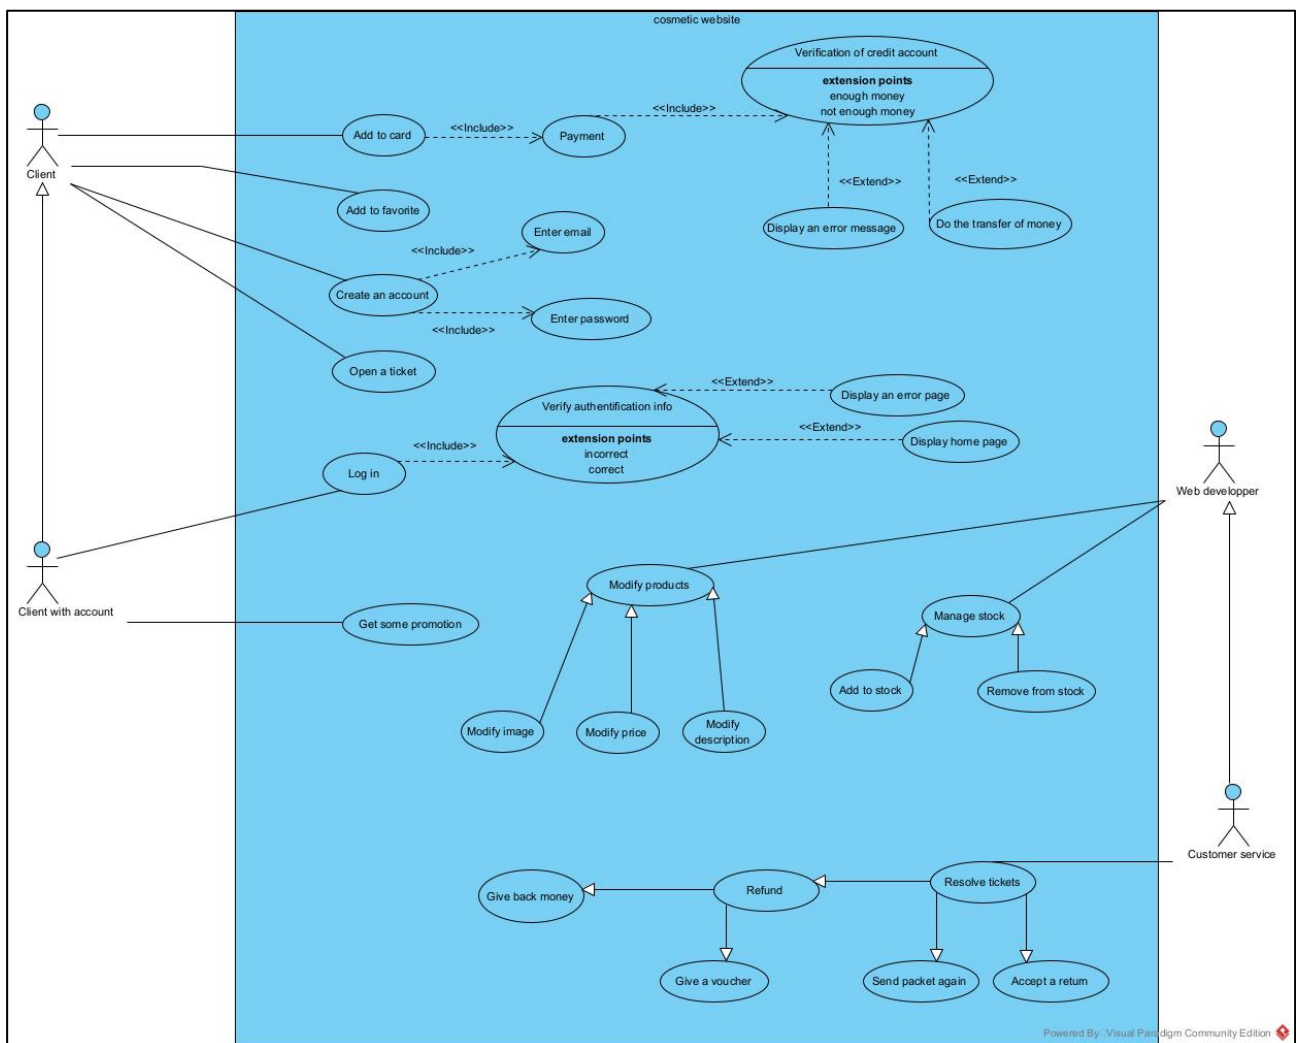 cosmetic website
Verification of credit account
extension points
enough money
not enough money
<<Include>>
Add to card
<<Include>>
Payment
Client
<<Extend>>
<<Extend>>
Add to favorite
Display an error message
Do the transfer of money
Enter email
<<Include>>
Create an account
Enter password
<<Include>>
Open a ticket
<<Extend>>
Display an error page
Verify authentification info
extension points
incorrect
correct
<<Extend>>
Display home page
<<Include>>
Log in
Web developper
Client with account
Modify products
Get some promotion
Manage stock
Add to stock
Remove from stock
Modify image
Modify price
Modify
description
Customer service
Give back money
Refund
Resolve tickets
Give a voucher
Send packet again
Accept a return
Powered By Visual Paradigm Community Edition